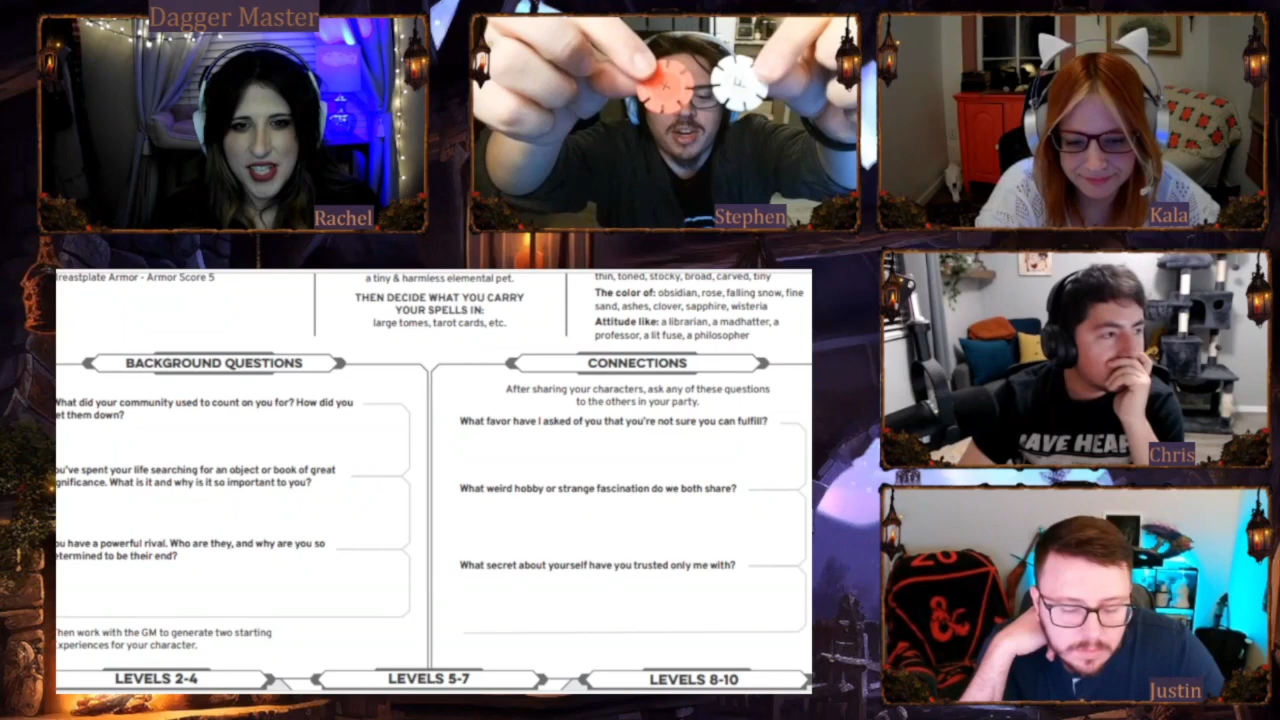 Dagger Master
Rachel
Stephen
Kala
Breastplate Armor - Armor Score 5
a tiny & harmless elemental pet.
THEN DECIDE WHAT YOU CARRY
YOUR SPELLS IN:
large tomes, tarot cards, etc.
thin, toned, stocky, broad, carved, tiny
The color of: obsidian, rose, falling snow, fine
sand, ashes, clover, sapphire, wisteria
Attitude like: a librarian, a madhatter, a
professor, a lit fuse, a philosopher
BACKGROUND QUESTIONS
What did your community used to count on you for? How did you
et them down?
ou've spent your life searching for an object or book of great
gnificance. What is it and why is it so important to you?
ou have a powerful rival. Who are they, and why are you so
etermined to be their end?
hen work with the GM to generate two starting
xperiences for your character.
CONNECTIONS
After sharing your characters, ask any of these questions
to the others in your party.
What favor have I asked of you that you're not sure you can fulfill?
What weird hobby or strange fascination do we both share?
What secret about yourself have you trusted only me with?
LEVELS 2-4
LEVELS 5-7
LEVELS 8-10
AVE HEAR
Chris
20
&
Justin